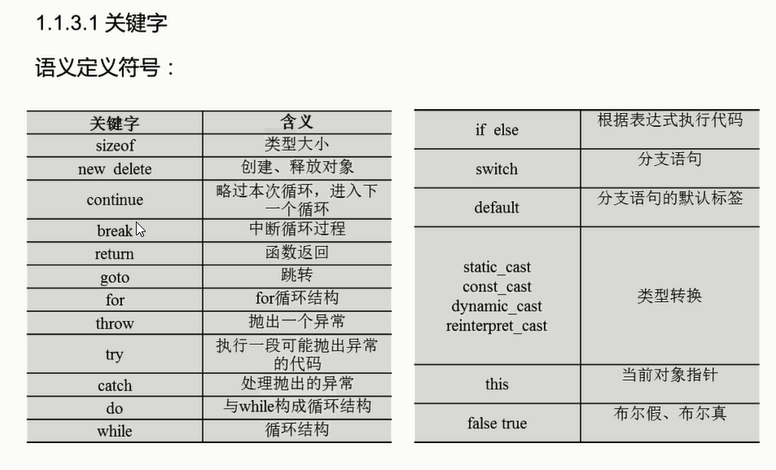 1.1.3.1 关键字
语义定义符号：
关键字 含义
sizeof 类型大小
new delete 创建、释放对象
continue 略过本次循环，进入下
一个循环
break 中断循环过程
return 函数返回
goto 跳转
for for循环结构
throw 抛出一个异常
try 执行一段可能抛出异常
的代码
catch 处理抛出的异常
do 与while构成循环结构
while 循环结构
if else 根据表达式执行代码
switch 分支语句
default 分支语句的默认标签
static_cast
const_cast
dynamic_cast
reinterpret_cast
类型转换
this 当前对象指针
false true 布尔假、布尔真